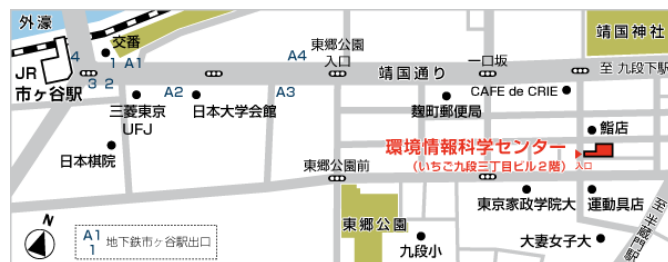 外濠
交番
4
1
A1
JR
市ヶ谷駅
3
2
三菱東京
UFJ
A2
日本大学会館
A3
A4
東郷公園
入口
靖国通り
一口坂
靖国神社
至 九段下駅
CAFE de CRIE
麹町郵便局
鮨店
環境情報科学センター
(いちご九段三丁目ビル2階)
入口
日本棋院
東郷公園前
東郷公園
九段小
東京家政学院大
運動具店
大妻女子大
至 半蔵門駅
N
A1
1
地下鉄市ヶ谷駅出口